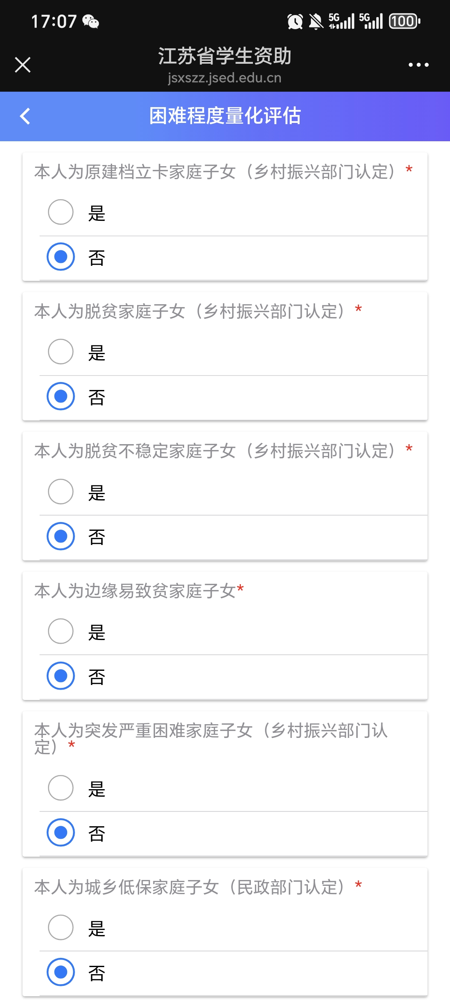 17:07
5G 5G 100
江苏省学生资助
jsxszz.jsed.edu.cn
困难程度量化评估
本人为原建档立卡家庭子女（乡村振兴部门认定）*
是
否
本人为脱贫家庭子女（乡村振兴部门认定）*
是
否
本人为脱贫不稳定家庭子女（乡村振兴部门认定）*
是
否
本人为边缘易致贫家庭子女*
是
否
本人为突发严重困难家庭子女（乡村振兴部门认
定）*
是
否
本人为城乡低保家庭子女（民政部门认定）*
是
否